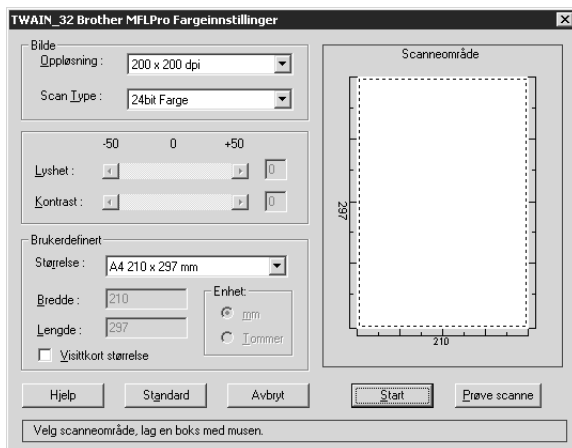 TWAIN_32 Brother MFLPro Fargeinnstillinger
Bilde
Oppløsning :
200 x 200 dpi
Scan Type :
24bit Farge
-50 0 +50
Lyshet :
0
Kontrast :
0
Brukerdefinert
Størrelse :
A4 210 x 297 mm
Bredde :
210
Lengde :
297
Visittkort størrelse
Enhet:
mm
Tommer
Scanneområde
297
210
Hjelp
Standard
Avbryt
Start
Prøve scanne
Velg scanneområde, lag en boks med musen.